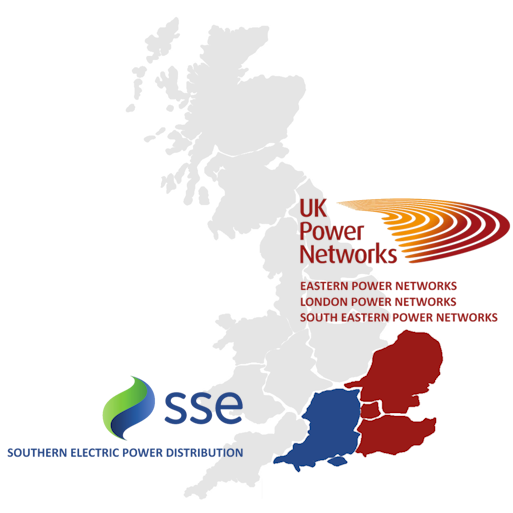 UK
Power
Networks
EASTERN POWER NETWORKS
LONDON POWER NETWORKS
SOUTH EASTERN POWER NETWORKS
sse
SOUTHERN ELECTRIC POWER DISTRIBUTION